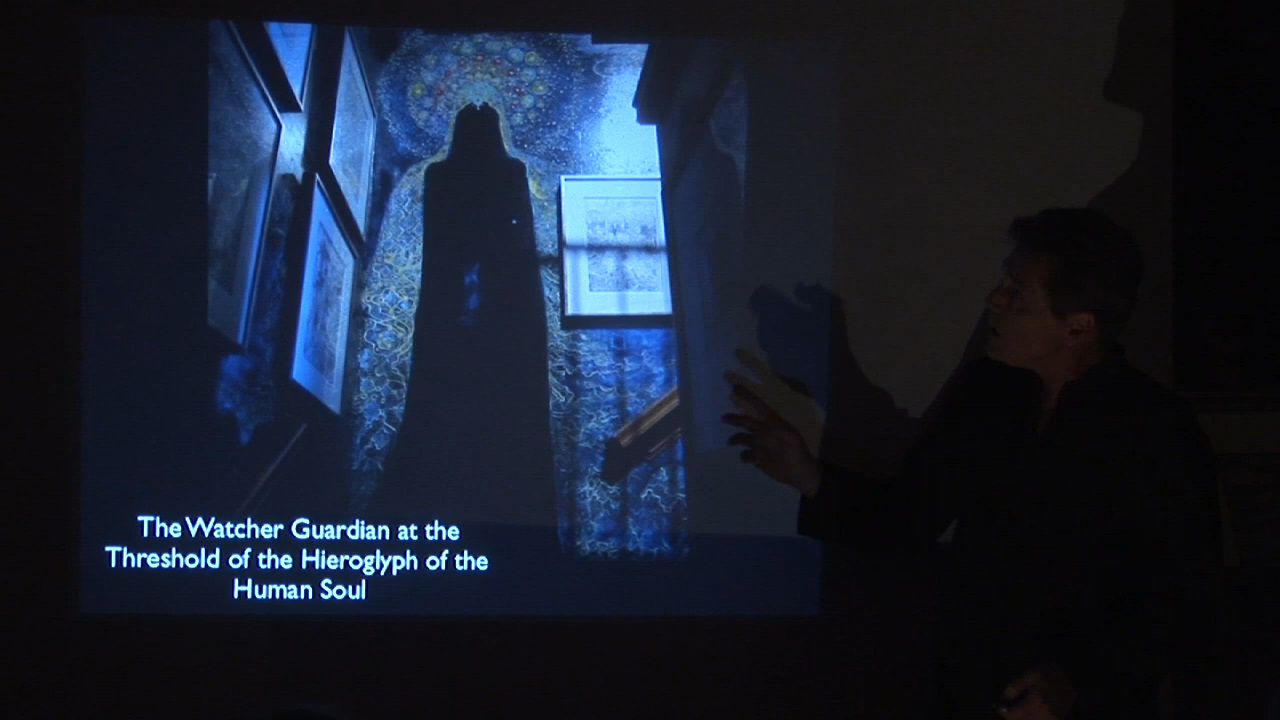 The Watcher Guardian at the
Threshold of the Hieroglyph of the
Human Soul